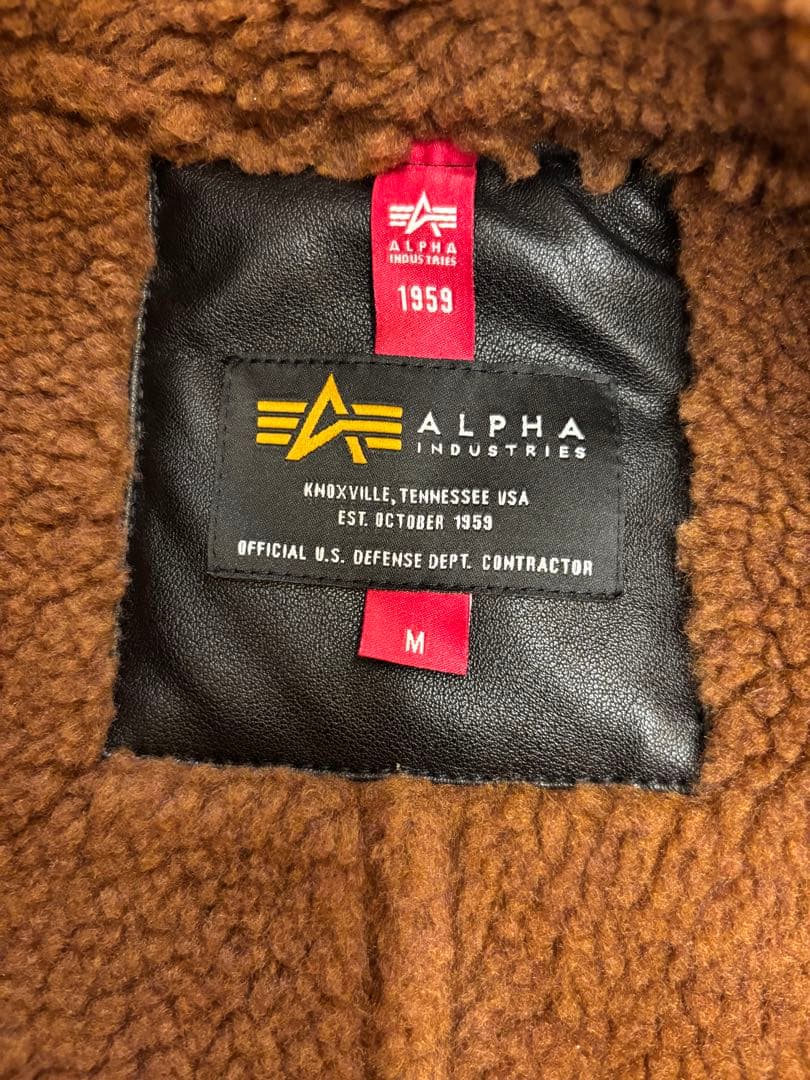 ALPHA
INDUSTRIES
1959
ALPHA
INDUSTRIES
KNOXVILLE, TENNESSEE USA
EST. OCTOBER 1959
OFFICIAL U.S. DEFENSE DEPT. CONTRACTOR
M